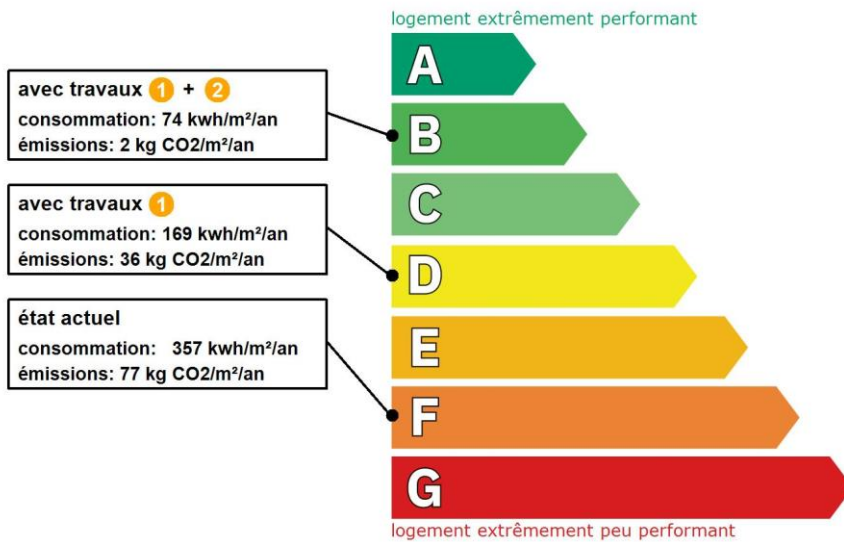 logement extrêmement performant
avec travaux 1 + 2
consommation: 74 kwh/m²/an
émissions: 2 kg CO2/m²/an
avec travaux 1
consommation: 169 kwh/m²/an
émissions: 36 kg CO2/m²/an
état actuel
consommation: 357 kwh/m²/an
émissions: 77 kg CO2/m²/an
A
B
C
D
E
F
G
logement extrêmement peu performant